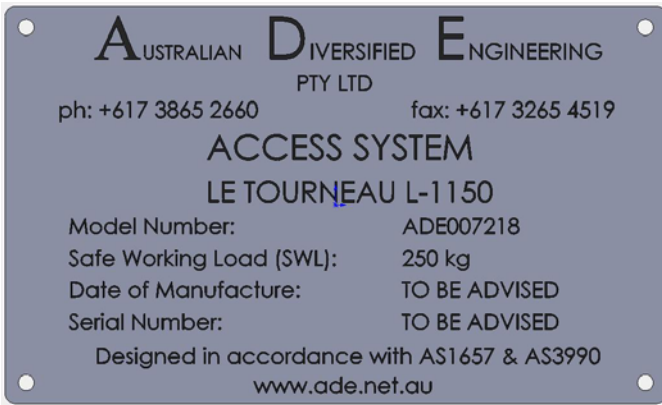 AUSTRALIAN DIVERSIFIED ENGINEERING
PTY LTD
ph: +617 3865 2660 fax: +617 3265 4519
ACCESS SYSTEM
LE TOURNEAU L-1150
Model Number: ADE007218
Safe Working Load (SWL): 250 kg
Date of Manufacture: TO BE ADVISED
Serial Number: TO BE ADVISED
Designed in accordance with AS1657 & AS3990
www.ade.net.au